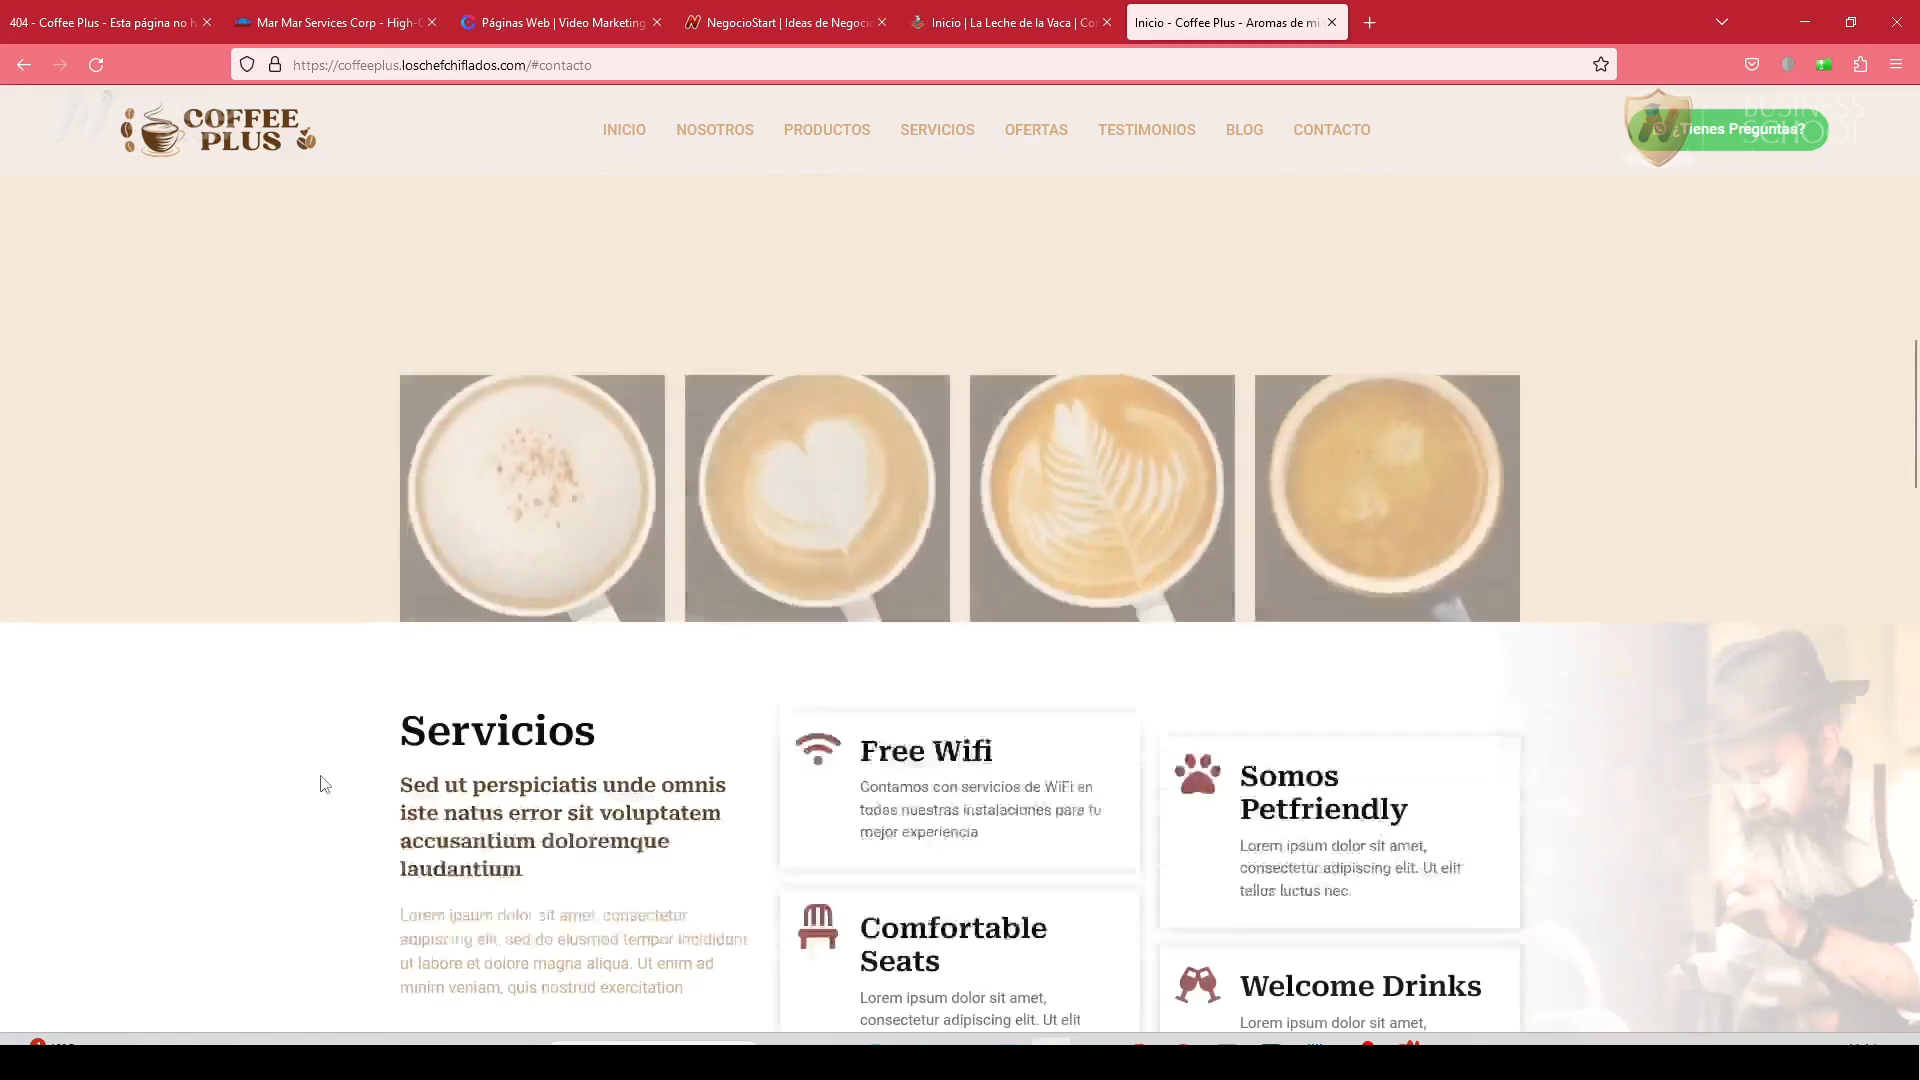 404 - Coffee Plus - Esta página no h
Mar Mar Services Corp - High-C
Páginas Web | Video Marketing
NegocioStart | Ideas de Negocio
Inicio | La Leche de la Vaca | Co
Inicio - Coffee Plus - Aromas de mi
https://coffeeplus.loschefchiflados.com/#contacto
COFFEE
PLUS
INICIO NOSOTROS PRODUCTOS SERVICIOS OFERTAS TESTIMONIOS BLOG CONTACTO
¿Tienes Preguntas?
BUSINESS
SCHOOL
Servicios
Sed ut perspiciatis unde omnis
iste natus error sit voluptatem
accusantium doloremque
laudantium
Lorem ipsum dolor sit amet, consectetur
adipiscing elit, sed do eiusmod tempor incididunt
ut labore et dolore magna aliqua. Ut enim ad
minim veniam, quis nostrud exercitation
Free Wifi
Contamos con servicios de WiFi en
todas nuestras instalaciones para tu
mejor experiencia
Comfortable
Seats
Lorem ipsum dolor sit amet,
consectetur adipiscing elit. Ut elit
Somos
Petfriendly
Lorem ipsum dolor sit amet,
consectetur adipiscing elit. Ut elit
tellus luctus nec.
Welcome Drinks
Lorem ipsum dolor sit amet,